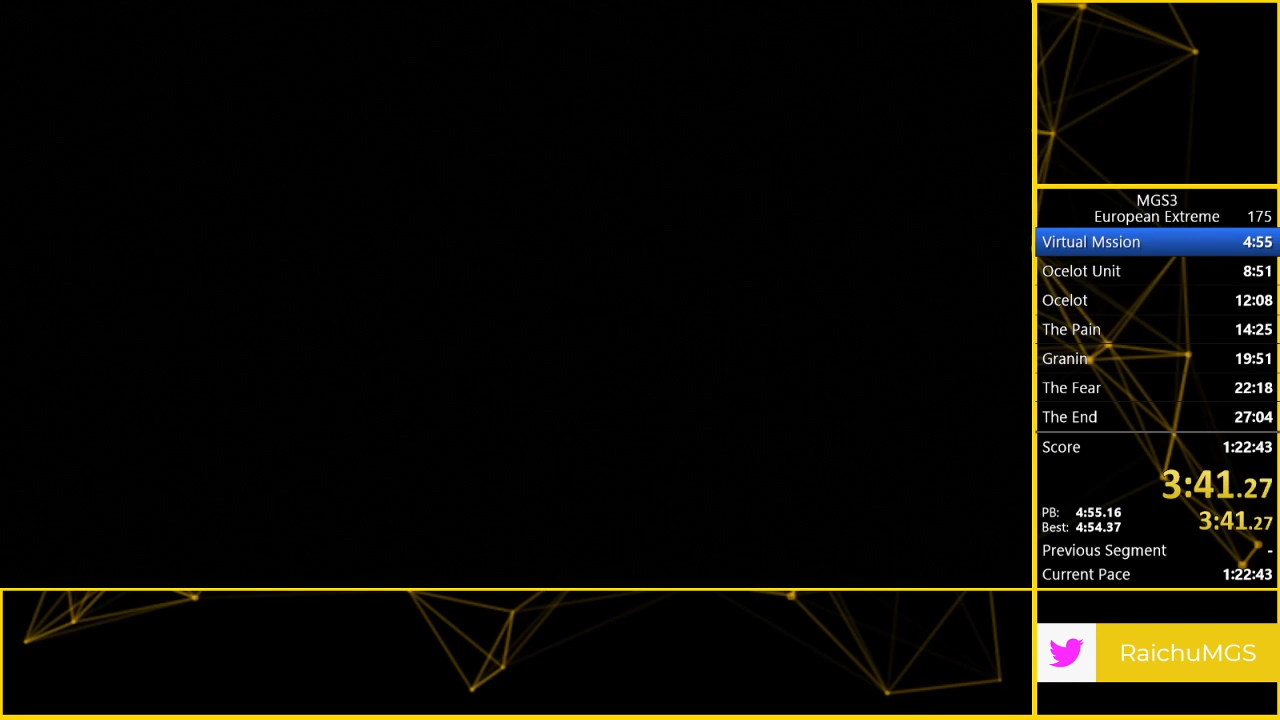 MGS3
European Extreme 175
Virtual Mssion 4:55
Ocelot Unit 8:51
Ocelot 12:08
The Pain 14:25
Granin 19:51
The Fear 22:18
The End 27:04
Score 1:22:43
3:41.27
PB: 4:55.16
Best: 4:54.37
3:41.27
Previous Segment -
Current Pace 1:22:43
RaichuMGS